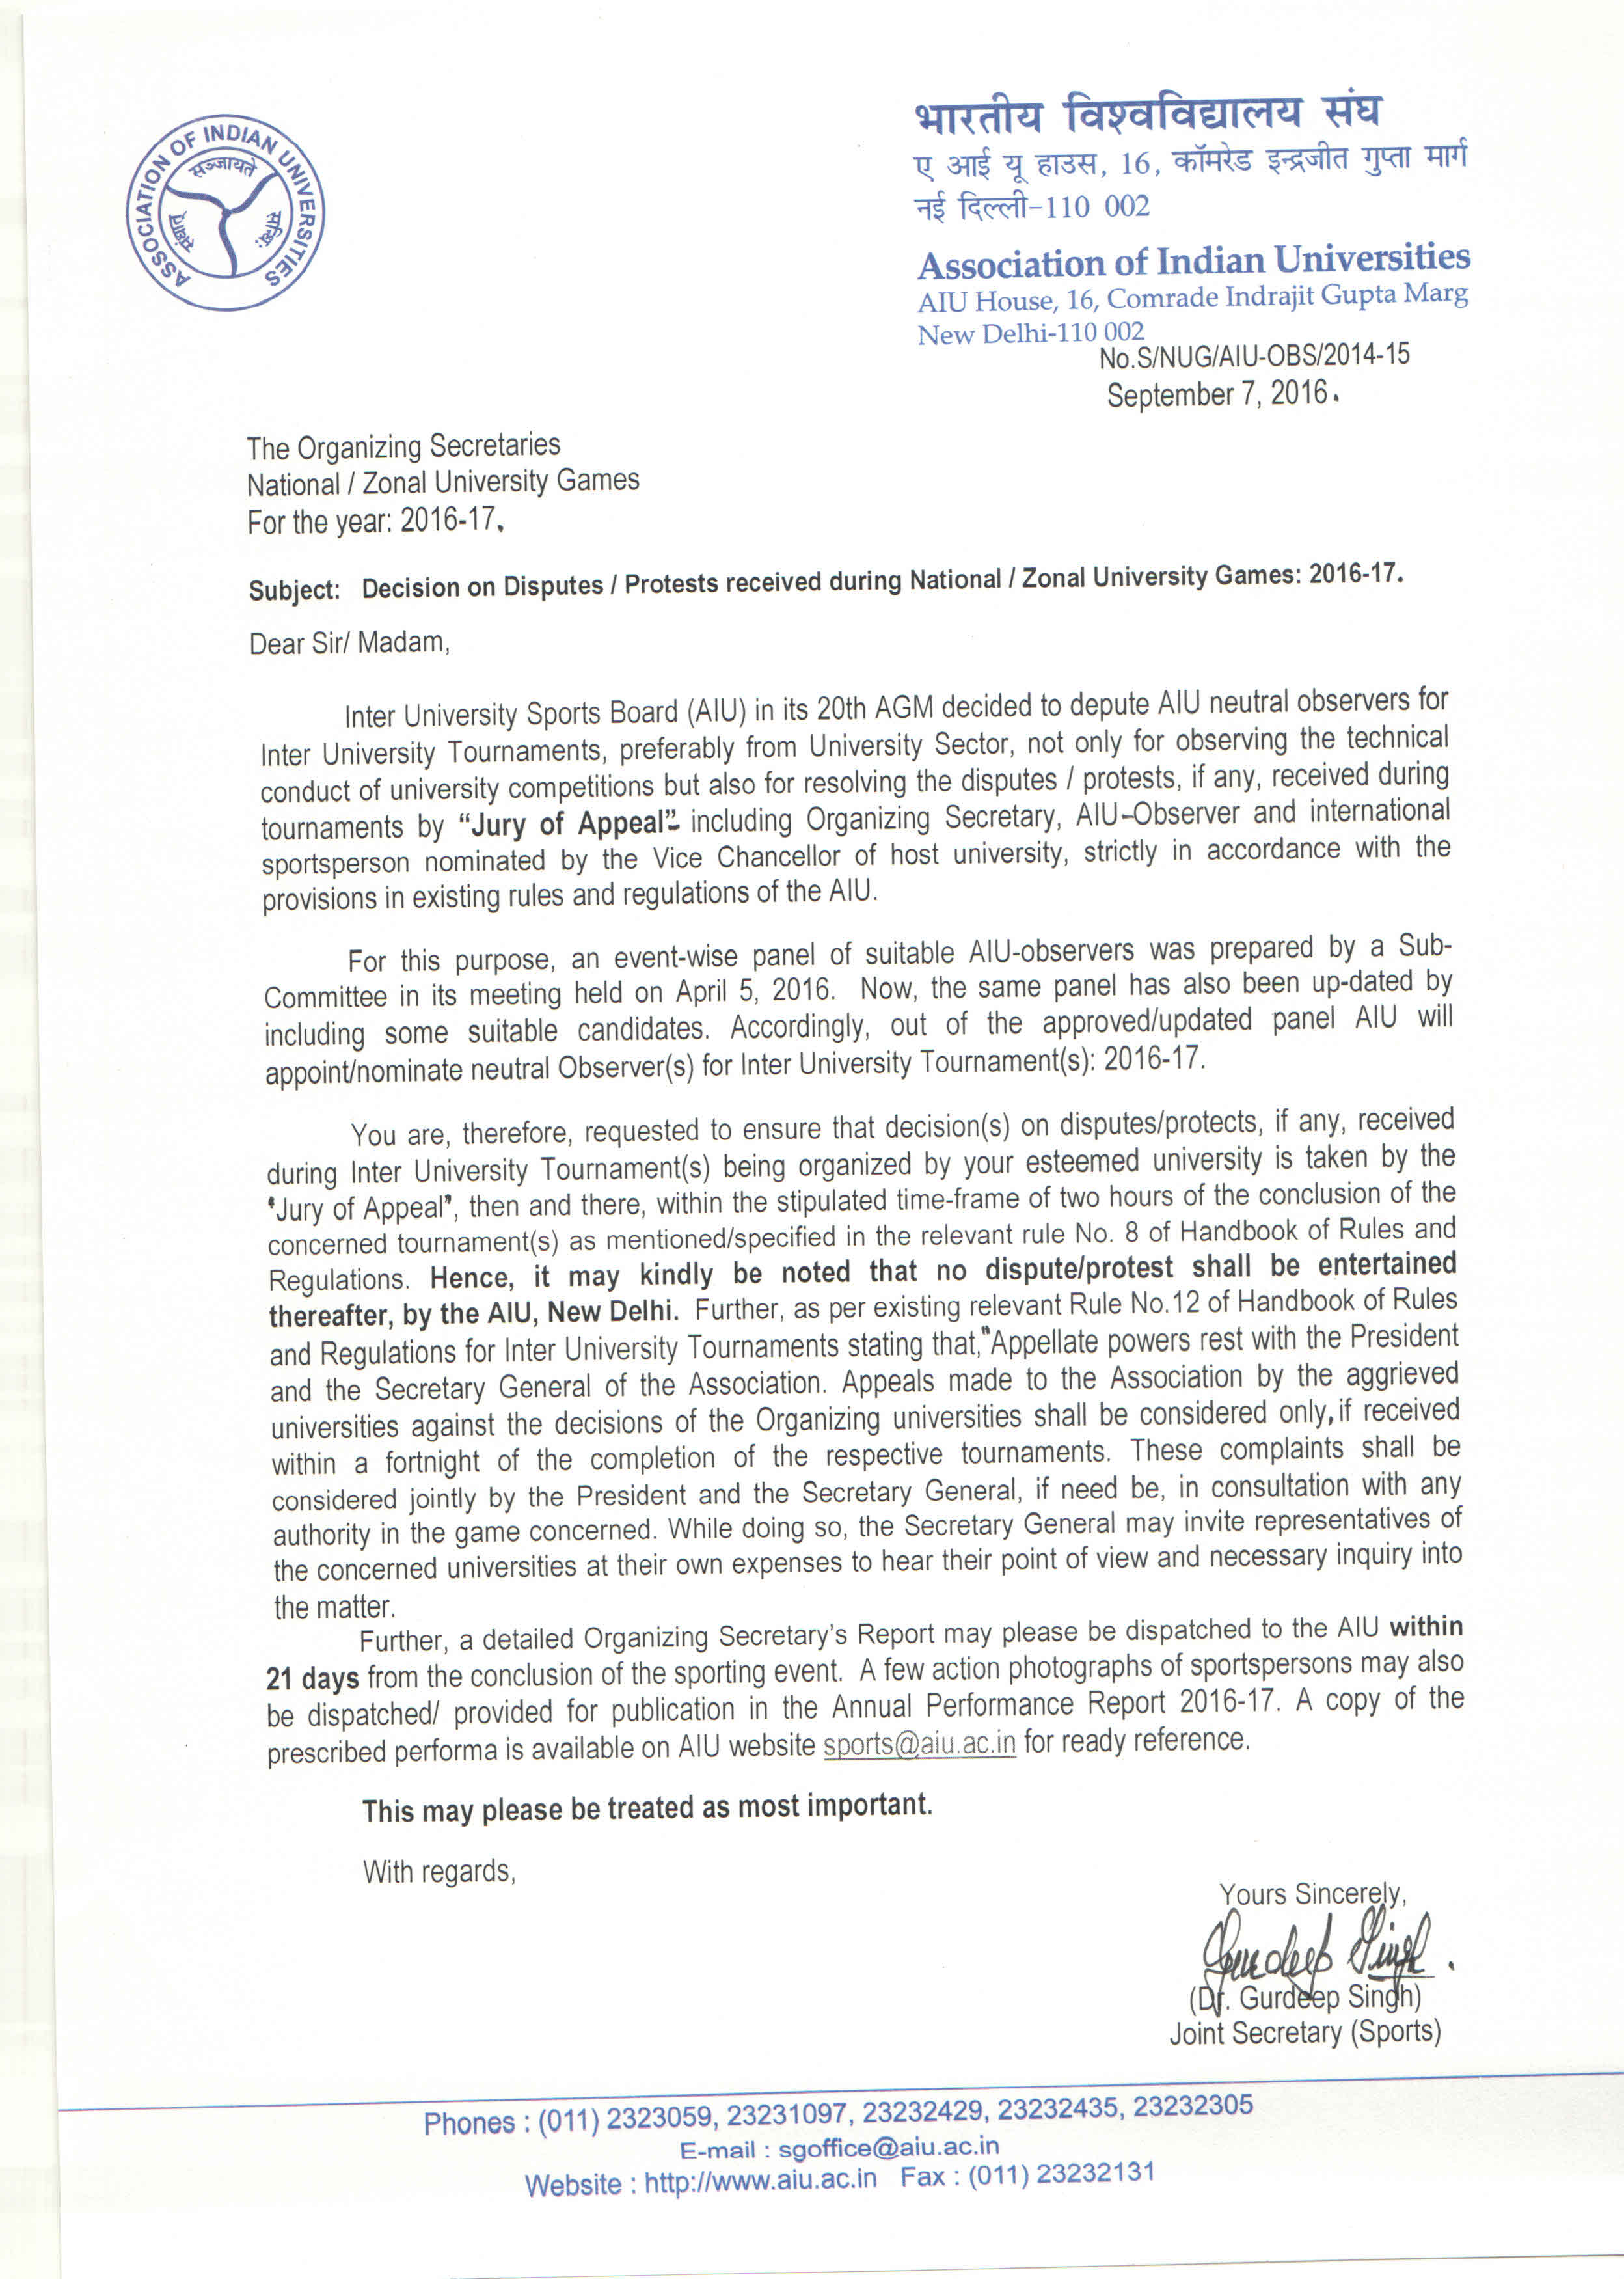 ASSOCIATION OF INDIAN UNIVERSITIES
सञ्जायते
भारतीय विश्वविद्यालय संघ
ए आई यू हाउस, 16, कॉमरेड इन्द्रजीत गुप्ता मार्ग
नई दिल्ली-110 002
Association of Indian Universities
AIU House, 16, Comrade Indrajit Gupta Marg
New Delhi-110 002
No.S/NUG/AIU-OBS/2014-15
September 7, 2016.
The Organizing Secretaries
National / Zonal University Games
For the year: 2016-17.
Subject: Decision on Disputes / Protests received during National / Zonal University Games: 2016-17.
Dear Sir/ Madam,
Inter University Sports Board (AIU) in its 20th AGM decided to depute AIU neutral observers for
Inter University Tournaments, preferably from University Sector, not only for observing the technical
conduct of university competitions but also for resolving the disputes / protests, if any, received during
tournaments by “Jury of Appeal” including Organizing Secretary, AIU-Observer and international
sportsperson nominated by the Vice Chancellor of host university, strictly in accordance with the
provisions in existing rules and regulations of the AIU.
For this purpose, an event-wise panel of suitable AIU-observers was prepared by a Sub-
Committee in its meeting held on April 5, 2016. Now, the same panel has also been up-dated by
including some suitable candidates. Accordingly, out of the approved/updated panel AIU will
appoint/nominate neutral Observer(s) for Inter University Tournament(s): 2016-17.
You are, therefore, requested to ensure that decision(s) on disputes/protects, if any, received
during Inter University Tournament(s) being organized by your esteemed university is taken by the
‘Jury of Appeal’, then and there, within the stipulated time-frame of two hours of the conclusion of the
concerned tournament(s) as mentioned/specified in the relevant rule No. 8 of Handbook of Rules and
Regulations. Hence, it may kindly be noted that no dispute/protest shall be entertained
thereafter, by the AIU, New Delhi. Further, as per existing relevant Rule No.12 of Handbook of Rules
and Regulations for Inter University Tournaments stating that,"Appellate powers rest with the President
and the Secretary General of the Association. Appeals made to the Association by the aggrieved
universities against the decisions of the Organizing universities shall be considered only, if received
within a fortnight of the completion of the respective tournaments. These complaints shall be
considered jointly by the President and the Secretary General, if need be, in consultation with any
authority in the game concerned. While doing so, the Secretary General may invite representatives of
the concerned universities at their own expenses to hear their point of view and necessary inquiry into
the matter.
Further, a detailed Organizing Secretary’s Report may please be dispatched to the AIU within
21 days from the conclusion of the sporting event. A few action photographs of sportspersons may also
be dispatched/ provided for publication in the Annual Performance Report 2016-17. A copy of the
prescribed performa is available on AIU website sports@aiu.ac.in for ready reference.
This may please be treated as most important.
With regards,
Yours Sincerely,
Gurdeep Singh.
(Dr. Gurdeep Singh)
Joint Secretary (Sports)
Phones : (011) 2323059, 23231097, 23232429, 23232435, 23232305
E-mail : sgoffice@aiu.ac.in
Website : http://www.aiu.ac.in Fax : (011) 23232131